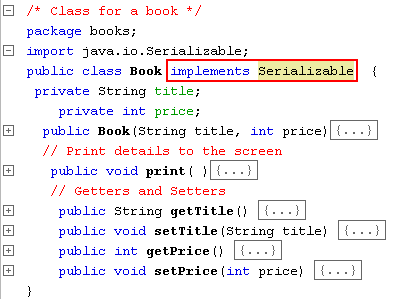 /* Class for a book */
package books;
import java.io.Serializable;
public class Book implements Serializable {
private String title;
private int price;
public Book(String title, int price){...}
// Print details to the screen
public void print( ){...}
// Getters and Setters
public String getTitle() {...}
public void setTitle(String title) {...}
public int getPrice() {...}
public void setPrice(int price) {...}
}